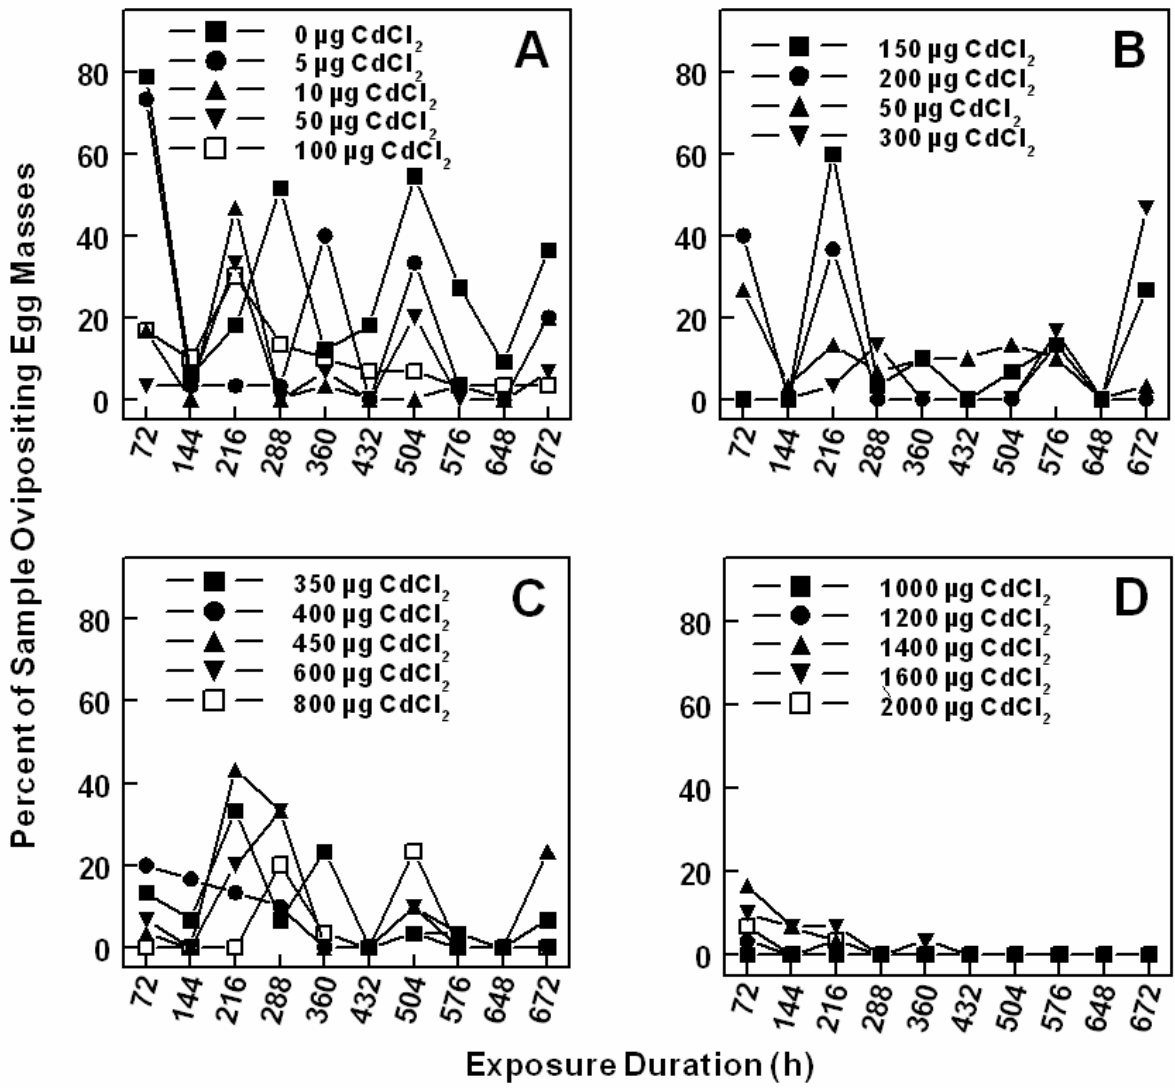 Percent of Sample Ovipositing Egg Masses
A
0 µg CdCl2
5 µg CdCl2
10 µg CdCl2
50 µg CdCl2
100 µg CdCl2
80
60
40
20
0
72 144 216 288 360 432 504 576 648 672
B
150 µg CdCl2
200 µg CdCl2
50 µg CdCl2
300 µg CdCl2
80
60
40
20
0
72 144 216 288 360 432 504 576 648 672
C
350 µg CdCl2
400 µg CdCl2
450 µg CdCl2
600 µg CdCl2
800 µg CdCl2
80
60
40
20
0
72 144 216 288 360 432 504 576 648 672
D
1000 µg CdCl2
1200 µg CdCl2
1400 µg CdCl2
1600 µg CdCl2
2000 µg CdCl2
80
60
40
20
0
72 144 216 288 360 432 504 576 648 672
Exposure Duration (h)